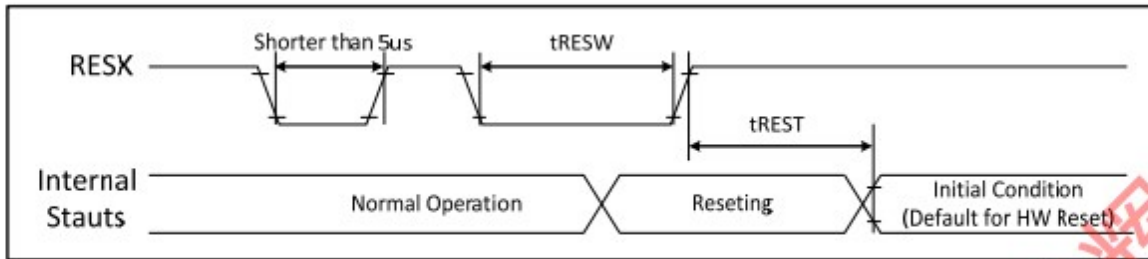 Shorter than 5us
tRESW
RESX
tREST
Internal
Stauts
Normal Operation
Reseting
Initial Condition
(Default for HW Reset)